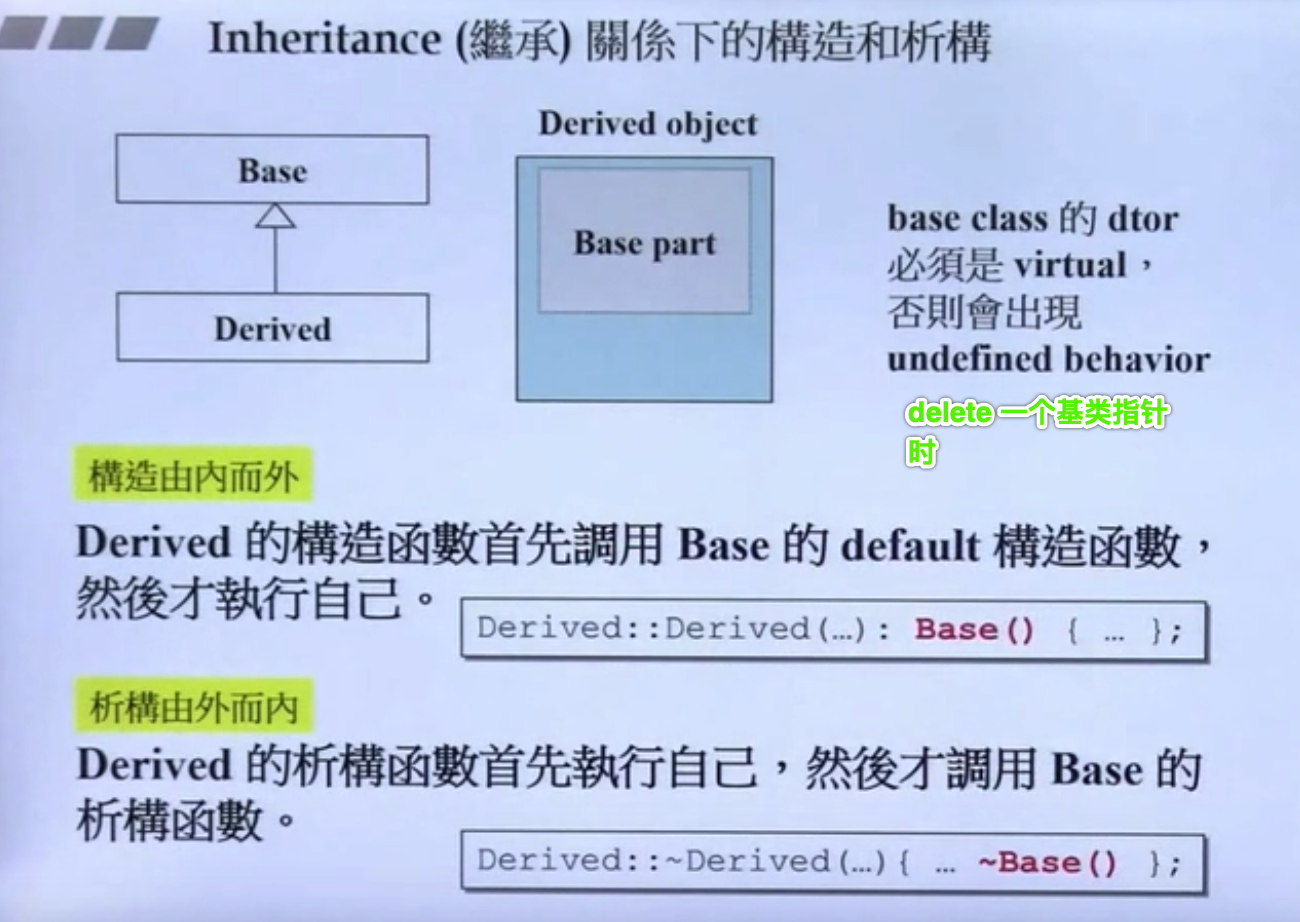 Inheritance (繼承) 關係下的構造和析構
Base
Derived
Derived object
Base part
base class 的 dtor
必須是 virtual，
否則會出現
undefined behavior
delete 一个基类指针
时
構造由內而外
Derived 的構造函數首先調用 Base 的 default 構造函數，
然後才執行自己。
Derived::Derived(…): Base() { … };
析構由外而內
Derived 的析構函數首先執行自己，然後才調用 Base 的
析構函數。
Derived::~Derived(…){ … ~Base() };